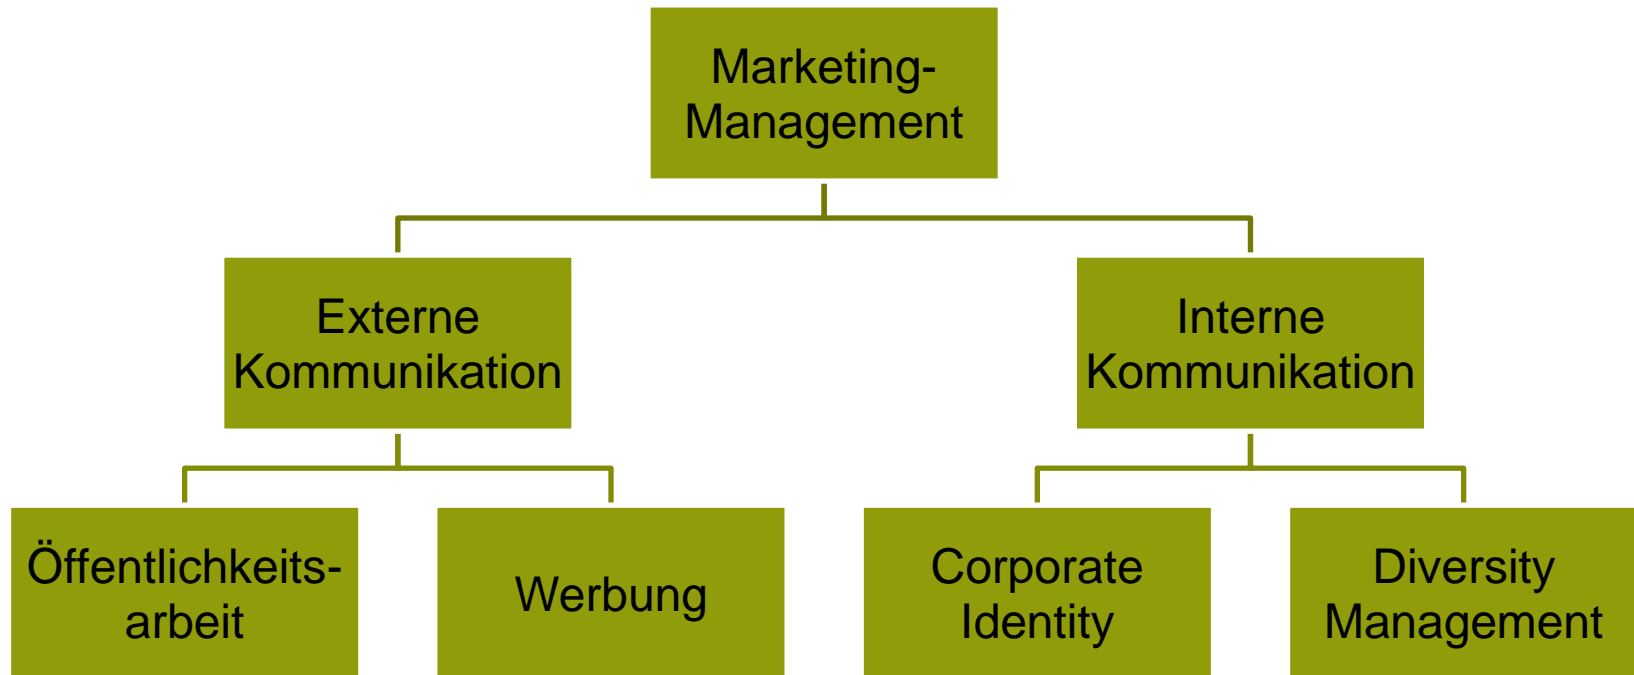 Marketing-
Management
Externe
Kommunikation
Interne
Kommunikation
Öffentlichkeits-
arbeit
Werbung
Corporate
Identity
Diversity
Management